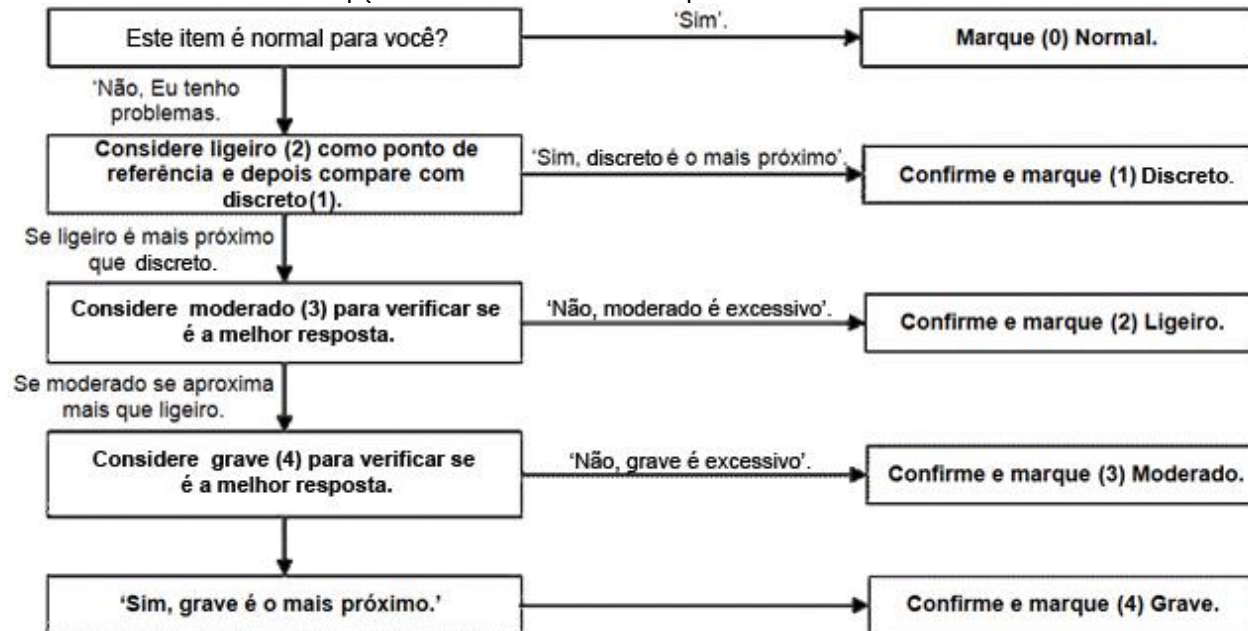 Este item é normal para você?
'Sim'.
Marque (0) Normal.
'Não, Eu tenho
problemas.
Considere ligeiro (2) como ponto de
referência e depois compare com
discreto(1).
'Sim, discreto é o mais próximo'.
Confirme e marque (1) Discreto.
Se ligeiro é mais próximo
que discreto.
Considere moderado (3) para verificar se
é a melhor resposta.
'Não, moderado é excessivo'.
Confirme e marque (2) Ligeiro.
Se moderado se aproxima
mais que ligeiro.
Considere grave (4) para verificar se
é a melhor resposta.
'Não, grave é excessivo'.
Confirme e marque (3) Moderado.
'Sim, grave é o mais próximo.'
Confirme e marque (4) Grave.